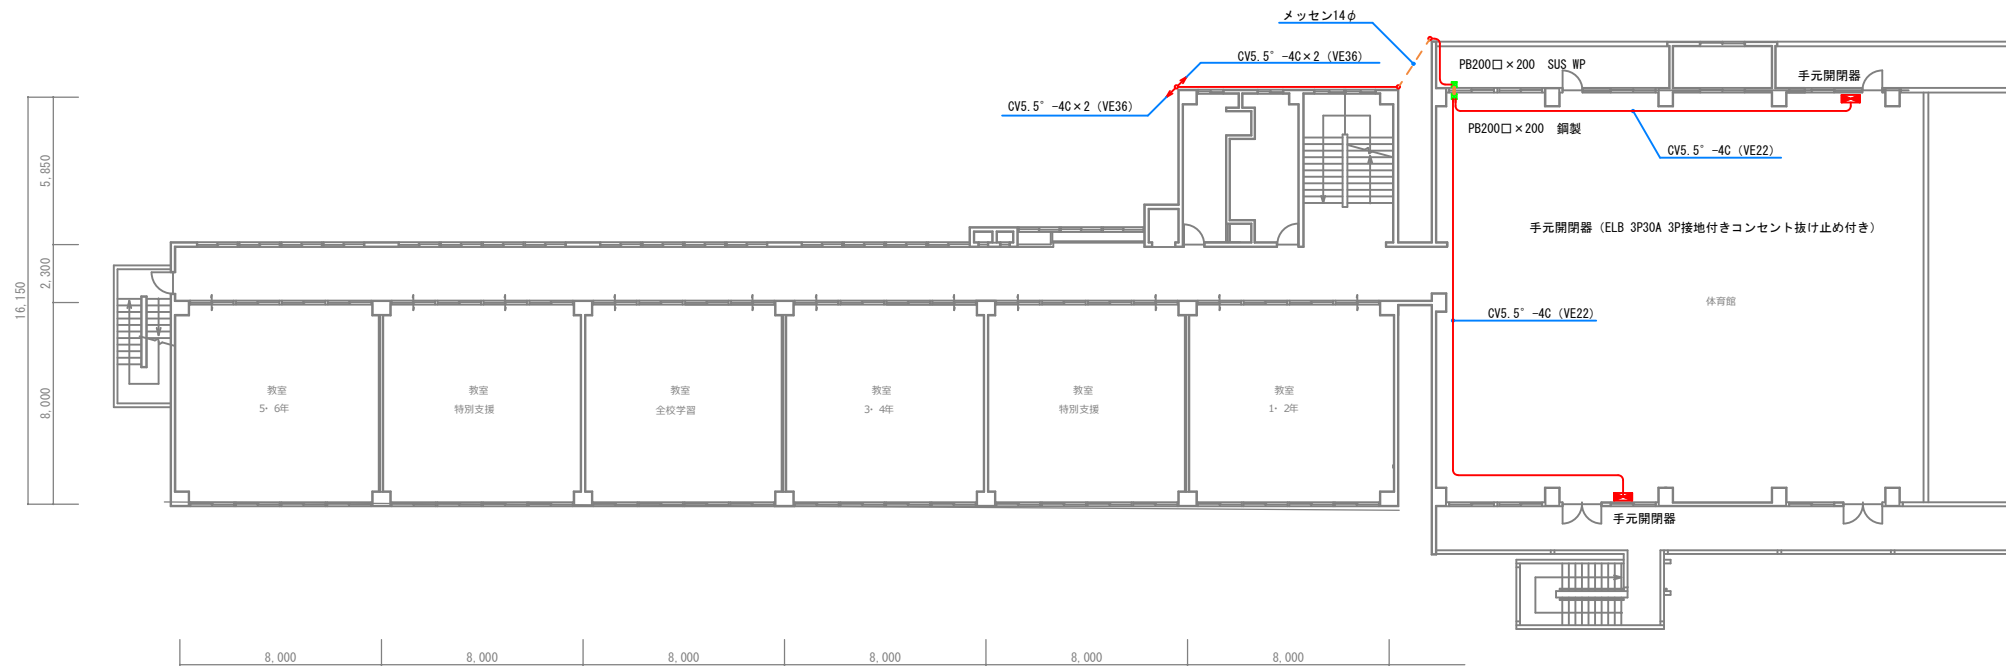 メッセン14φ
CV5.5°-4C×2 (VE36)
PB200□×200 SUS WP
手元開閉器
CV5.5°-4C×2 (VE36)
PB200□×200 鋼製
CV5.5°-4C (VE22)
手元開閉器 (ELB 3P30A 3P接地付きコンセント抜け止め付き)
体育館
CV5.5°-4C (VE22)
5,850
2,300
16,150
8,000
教室
5・6年
教室
特別支援
教室
全校学習
教室
3・4年
教室
特別支援
教室
1・2年
手元開閉器
8,000
8,000
8,000
8,000
8,000
8,000